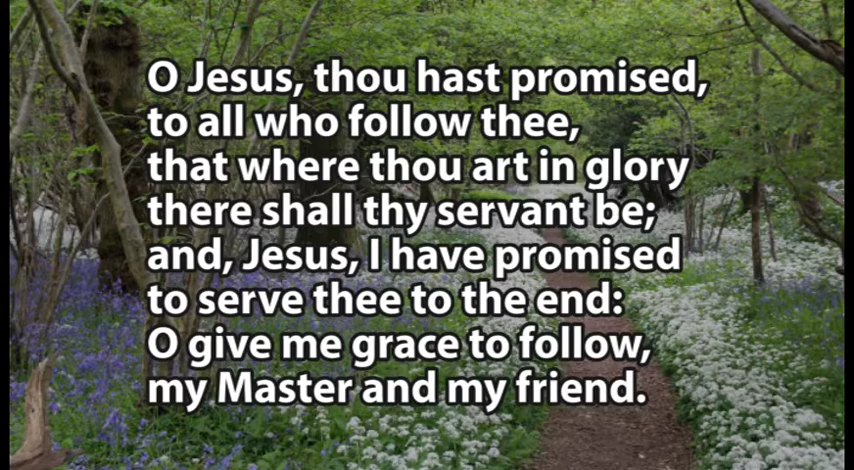 O Jesus, thou hast promised,
to all who follow thee,
that where thou art in glory
there shall thy servant be;
and, Jesus, I have promised
to serve thee to the end:
O give me grace to follow,
my Master and my friend.